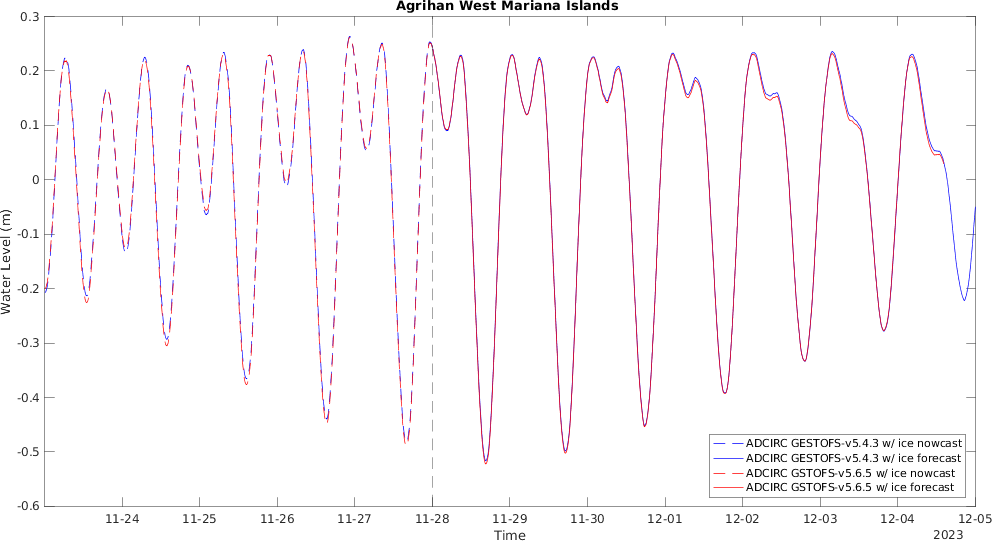 Agrihan West Mariana Islands
0.3
0.2
0.1
0
-0.1
-0.2
-0.3
-0.4
-0.5
-0.6
Water Level (m)
11-24 11-25 11-26 11-27 11-28 11-29 11-30 12-01 12-02 12-03 12-04 12-05
Time
2023
ADCIRC GESTOFS-v5.4.3 w/ ice nowcast
ADCIRC GESTOFS-v5.4.3 w/ ice forecast
ADCIRC GSTOFS-v5.6.5 w/ ice nowcast
ADCIRC GSTOFS-v5.6.5 w/ ice forecast